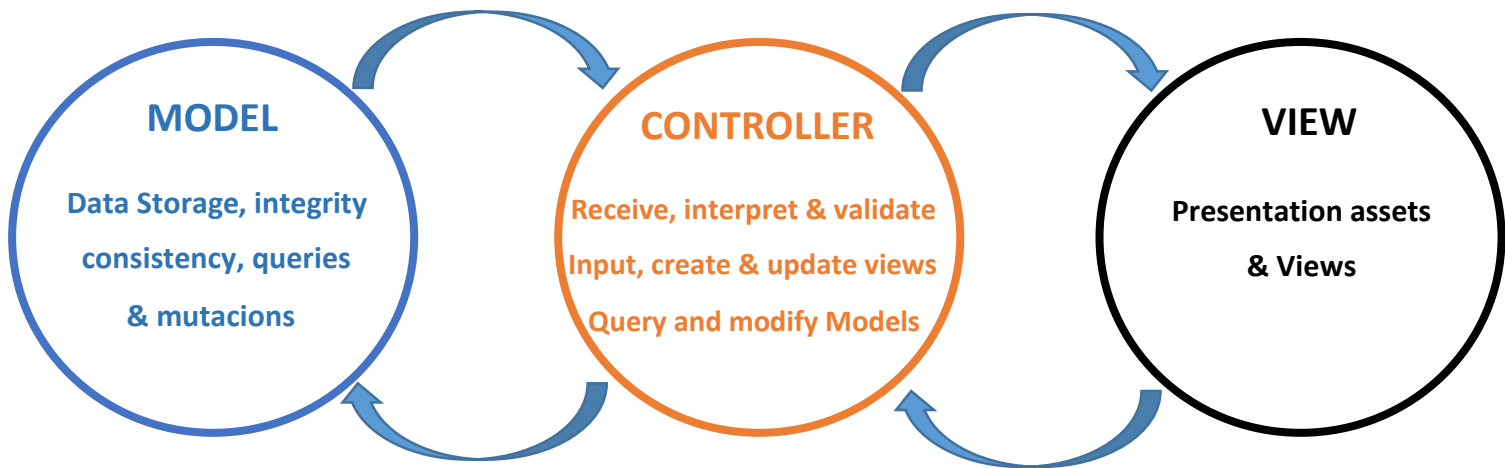 MODEL
Data Storage, integrity
consistency, queries
& mutacions
CONTROLLER
Receive, interpret & validate
Input, create & update views
Query and modify Models
VIEW
Presentation assets
& Views